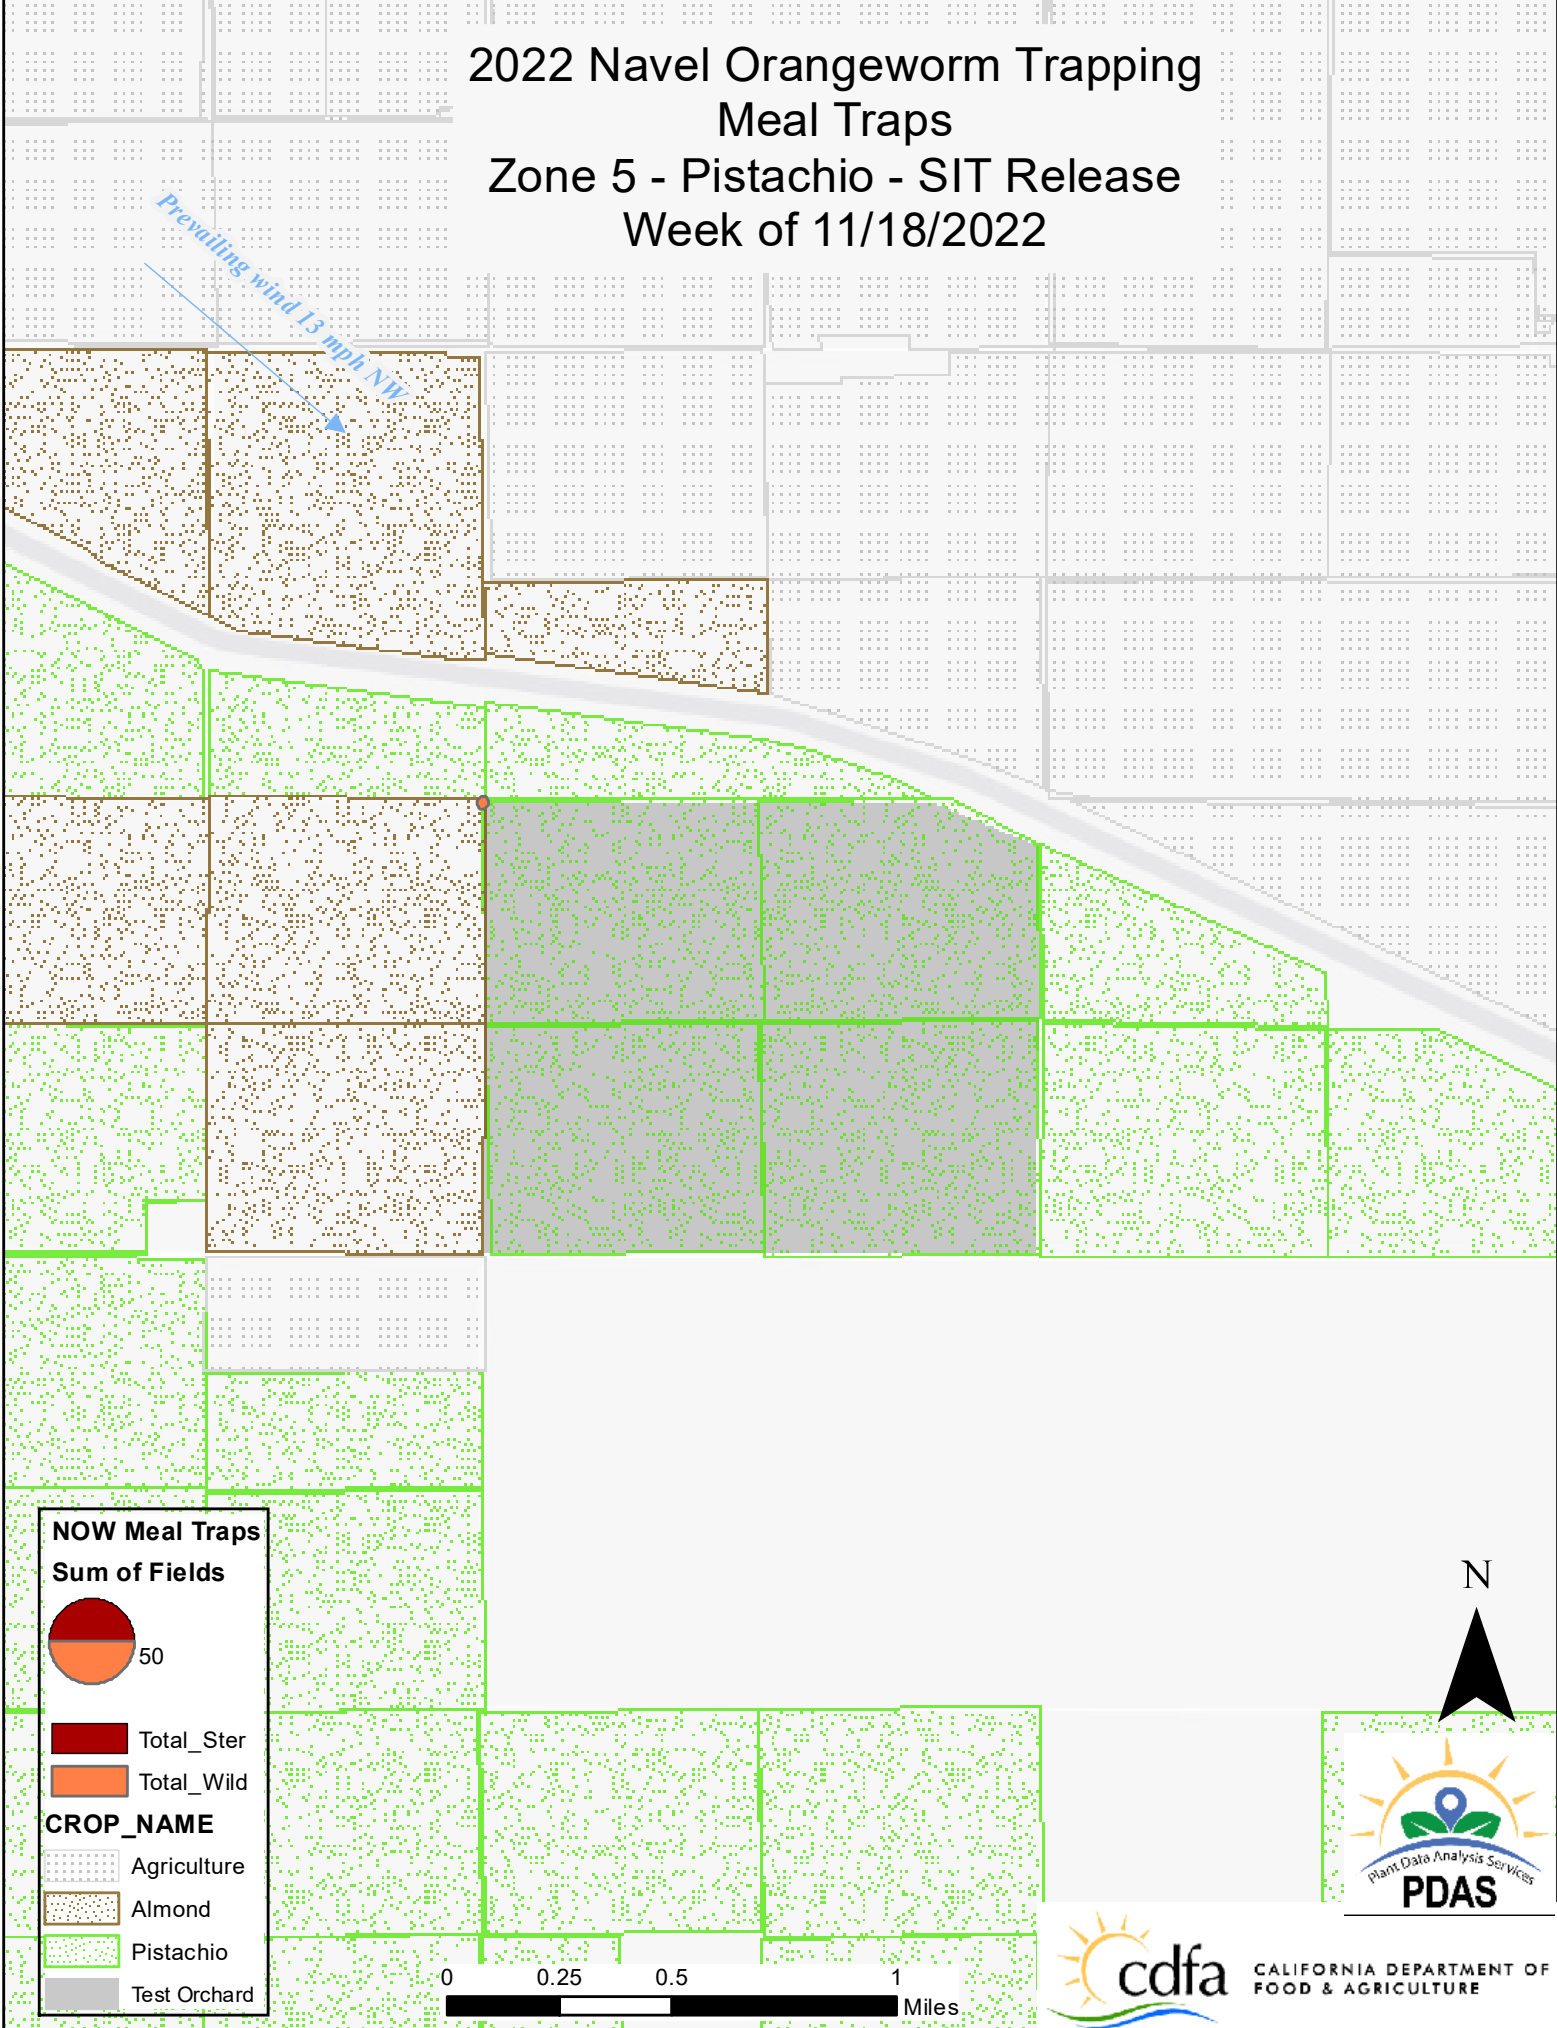 2022 Navel Orangeworm Trapping
Meal Traps
Zone 5 - Pistachio - SIT Release
Week of 11/18/2022
Prevailing wind 13 mph NW
NOW Meal Traps
Sum of Fields
50
Total_Ster
Total_Wild
CROP_NAME
Agriculture
Almond
Pistachio
Test Orchard
0 0.25 0.5 1
Miles
N
Plant Data Analysis Services
PDAS
cdfa
CALIFORNIA DEPARTMENT OF
FOOD & AGRICULTURE